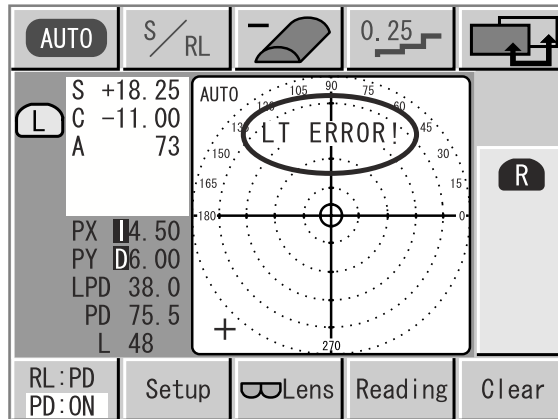 AUTO
S/RL
0.25
L
S +18.25
C -11.00
A 73
AUTO
LT ERROR!
105
90
75
120
60
135
45
150
30
165
15
180
0
270
R
PX I4.50
PY D6.00
LPD 38.0
PD 75.5
L 48
RL:PD
PD:ON
Setup
Lens
Reading
Clear